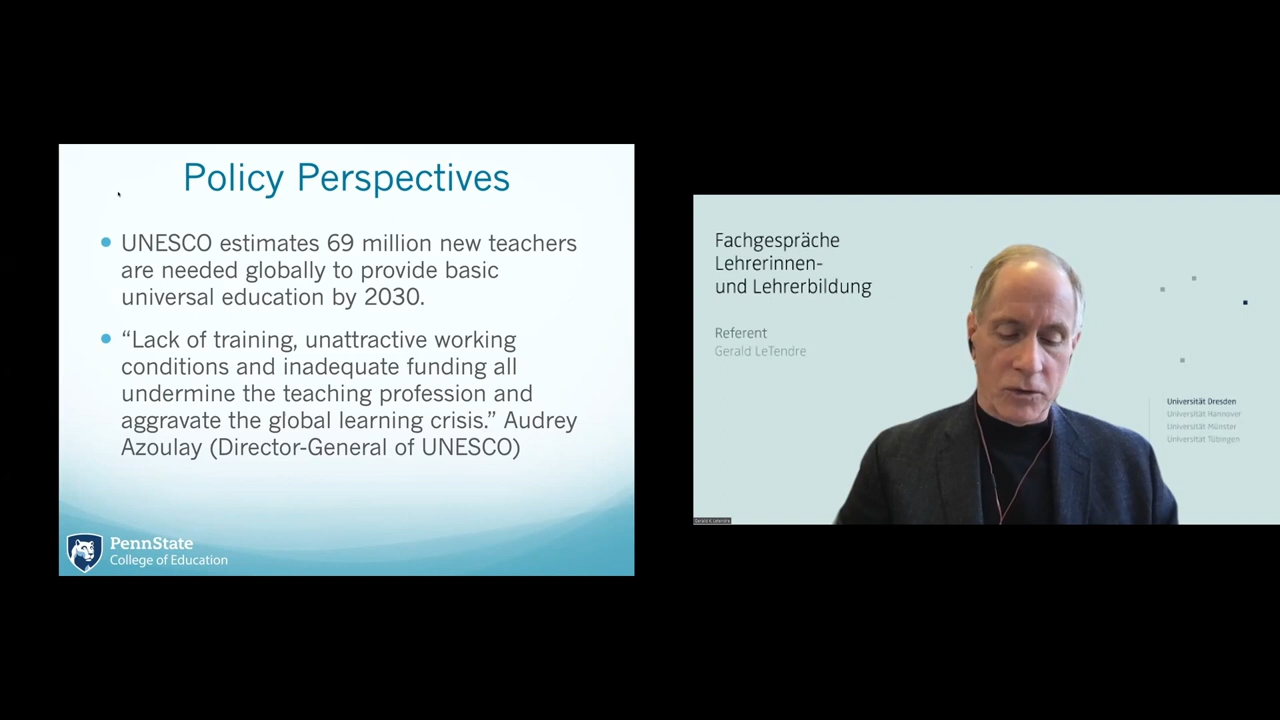 Policy Perspectives
UNESCO estimates 69 million new teachers
are needed globally to provide basic
universal education by 2030.
“Lack of training, unattractive working
conditions and inadequate funding all
undermine the teaching profession and
aggravate the global learning crisis.” Audrey
Azoulay (Director-General of UNESCO)
PennState
College of Education
Fachgespräche
Lehrerinnen-
und Lehrerbildung
Referent
Gerald LeTendre
Universität Dresden
Universität Hannover
Universität Münster
Universität Tübingen
Gerald K Letendre